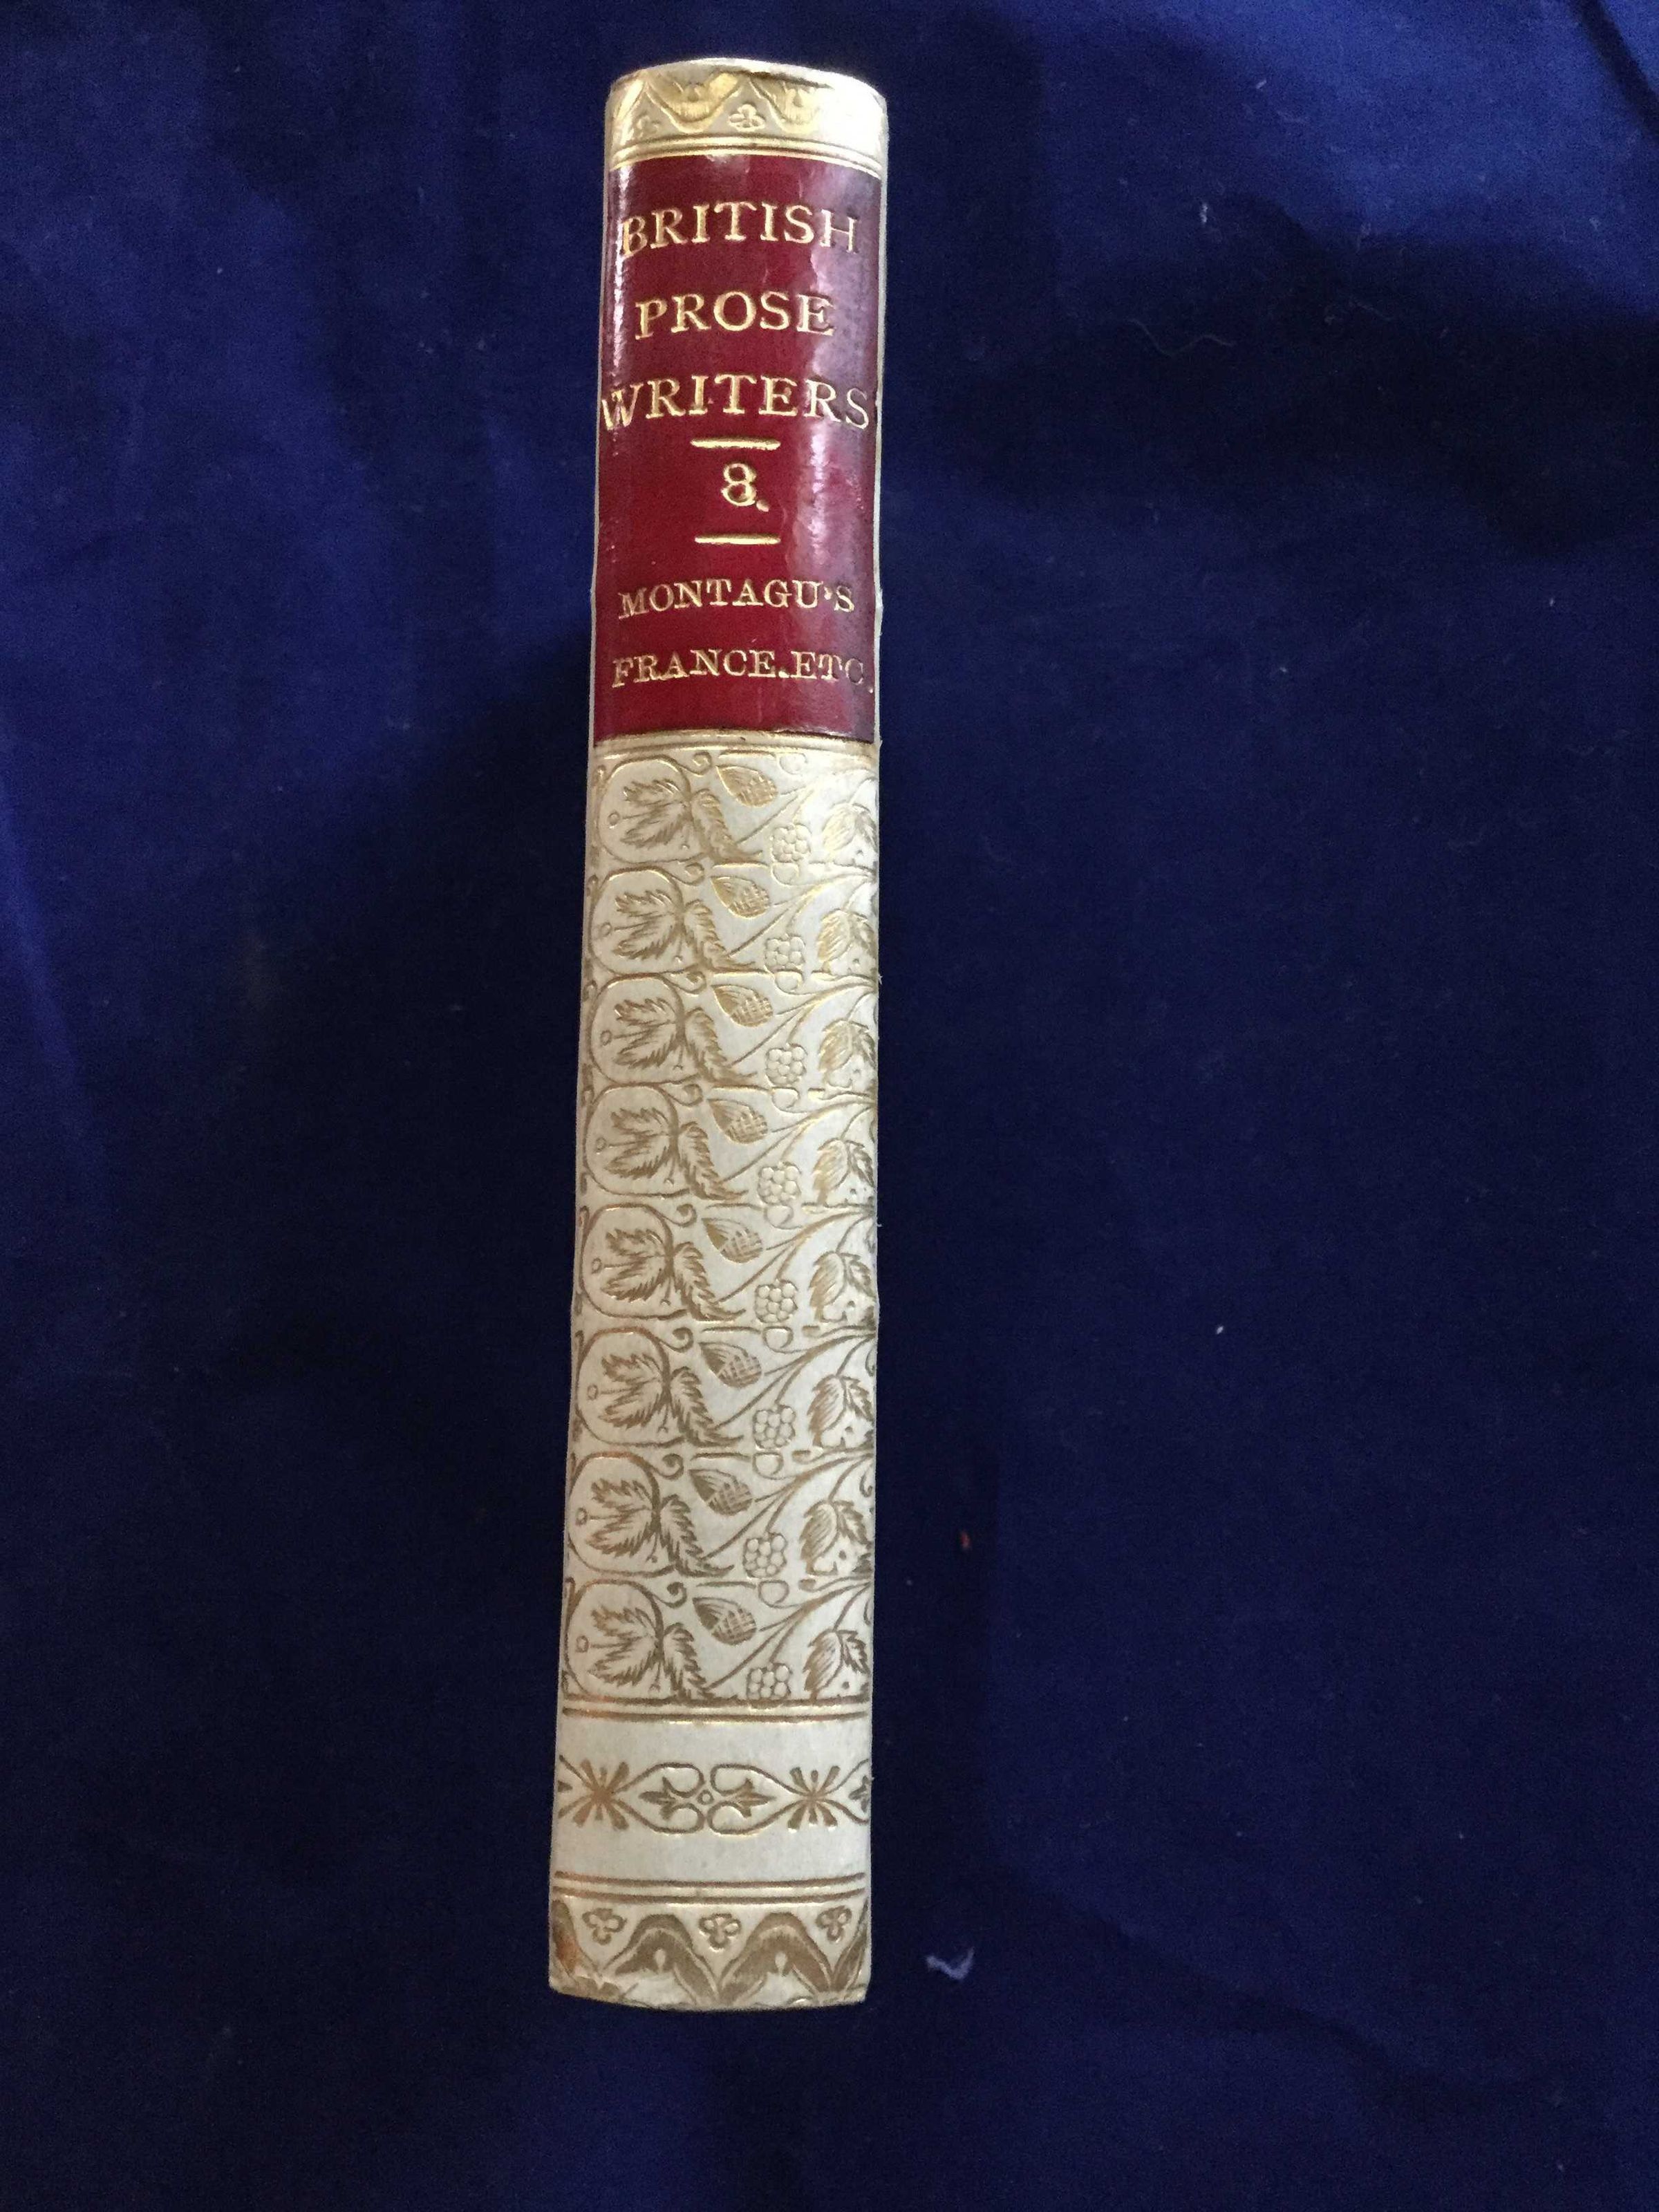 BRITISH
PROSE
WRITERS
8.
MONTAGU'S
FRANCE.ETC.